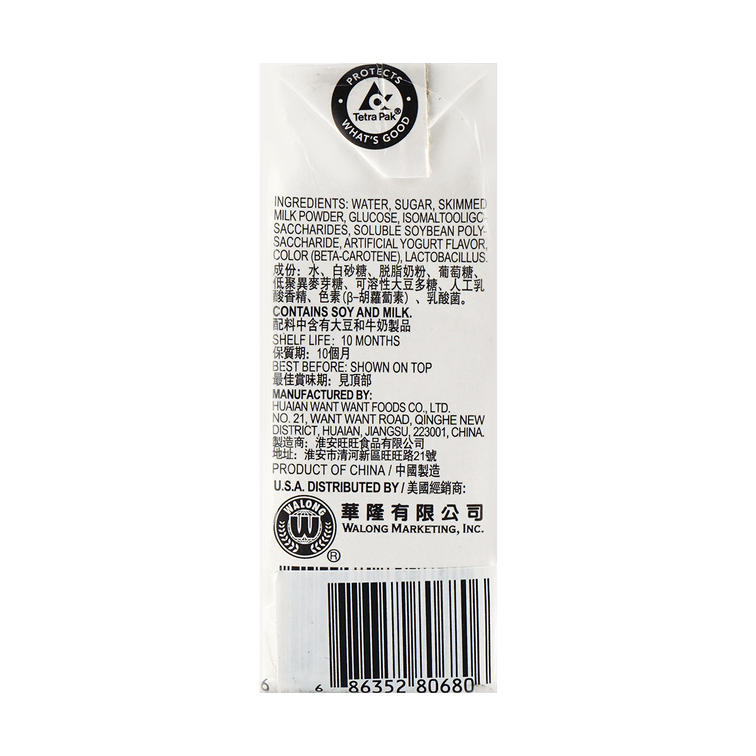 PROTECTS
Tetra Pak®
WHAT'S GOOD
INGREDIENTS: WATER, SUGAR, SKIMMED
MILK POWDER, GLUCOSE, ISOMALTOOLIGO-
SACCHARIDES, SOLUBLE SOYBEAN POLY-
SACCHARIDE, ARTIFICIAL YOGURT FLAVOR,
COLOR (BETA-CAROTENE), LACTOBACILLUS.
成份：水、白砂糖、脱脂奶粉、葡萄糖、
低聚異麥芽糖、可溶性大豆多糖、人工乳
酸香精、色素（β-胡蘿蔔素）、乳酸菌。
CONTAINS SOY AND MILK.
配料中含有大豆和牛奶製品
SHELF LIFE: 10 MONTHS
保質期：10個月
BEST BEFORE: SHOWN ON TOP
最佳賞味期：見頂部
MANUFACTURED BY:
HUAIAN WANT WANT FOODS CO., LTD.
NO. 21, WANT WANT ROAD, QINGHE NEW
DISTRICT, HUAIAN, JIANGSU, 223001, CHINA.
製造商：淮安旺旺食品有限公司
地址：淮安市清河新區旺旺路21號
PRODUCT OF CHINA / 中國製造
U.S.A. DISTRIBUTED BY / 美國經銷商：
WALONG
W
®
華隆有限公司
WALONG MARKETING, INC.
6
6 86352 80680